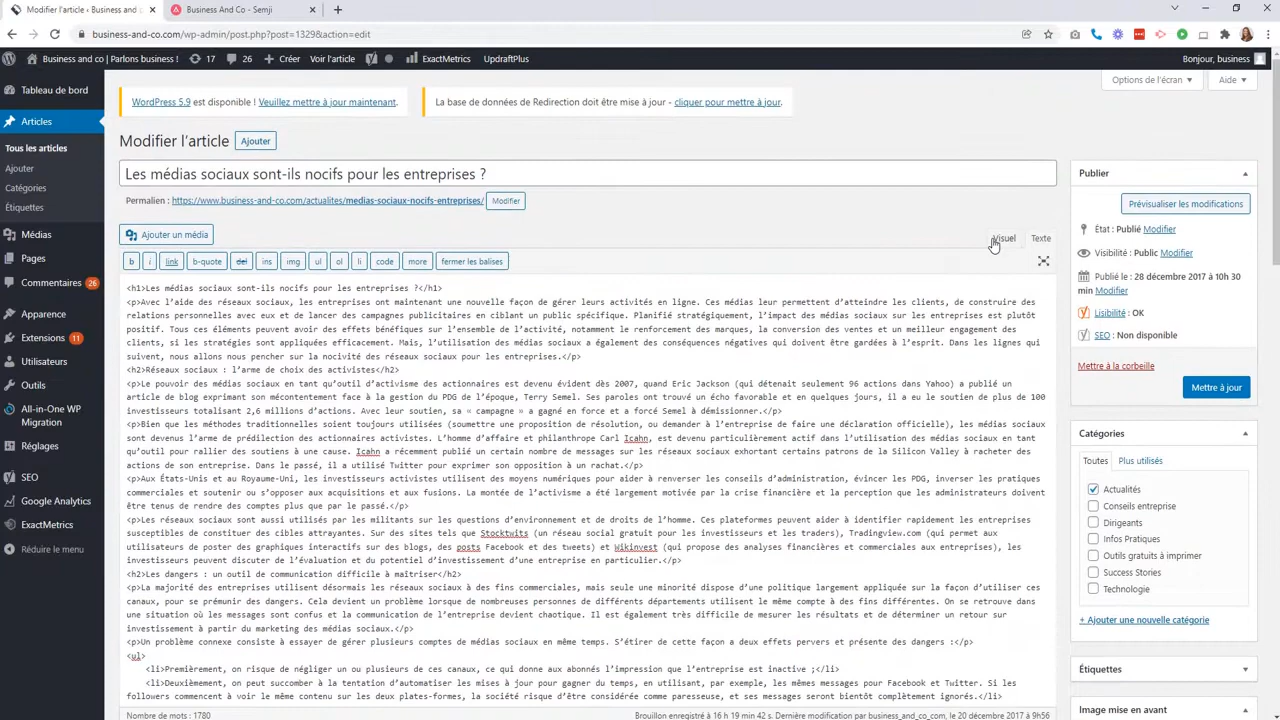 Modifier l'article ‹ Business and c
Business And Co - Semji
business-and-co.com/wp-admin/post.php?post=1329&action=edit
Business and co | Parlons business !
17
26
Créer
Voir l'article
ExactMetrics
UpdraftPlus
Bonjour, business
Tableau de bord
Articles
Tous les articles
Ajouter
Catégories
Étiquettes
Médias
Pages
Commentaires 26
Apparence
Extensions 11
Utilisateurs
Outils
All-in-One WP
Migration
Réglages
SEO
Google Analytics
ExactMetrics
Réduire le menu
Options de l'écran ▼
Aide ▼
WordPress 5.9 est disponible ! Veuillez mettre à jour maintenant.
La base de données de Redirection doit être mise à jour - cliquer pour mettre à jour.
Modifier l'article
Ajouter
Les médias sociaux sont-ils nocifs pour les entreprises ?
Permalien : https://www.business-and-co.com/actualites/medias-sociaux-nocifs-entreprises/ Modifier
Ajouter un média
Visuel
Texte
b
i
link
b-quote
del
ins
img
ul
ol
li
code
more
fermer les balises
<h1>Les médias sociaux sont-ils nocifs pour les entreprises ?</h1>
<p>Avec l'aide des réseaux sociaux, les entreprises ont maintenant une nouvelle façon de gérer leurs activités en ligne. Ces médias leur permettent d'atteindre les clients, de construire des
relations personnelles avec eux et de lancer des campagnes publicitaires en ciblant un public spécifique. Planifié stratégiquement, l'impact des médias sociaux sur les entreprises est plutôt
positif. Tous ces éléments peuvent avoir des effets bénéfiques sur l'ensemble de l'activité, notamment le renforcement des marques, la conversion des ventes et un meilleur engagement des
clients, si les stratégies sont appliquées efficacement. Mais, l'utilisation des médias sociaux a également des conséquences négatives qui doivent être gardées à l'esprit. Dans les lignes qui
suivent, nous allons nous pencher sur la nocivité des réseaux sociaux pour les entreprises.</p>
<h2>Réseaux sociaux : l'arme de choix des activistes</h2>
<p>Le pouvoir des médias sociaux en tant qu'outil d'activisme des actionnaires est devenu évident dès 2007, quand Eric Jackson (qui détenait seulement 96 actions dans Yahoo) a publié un
article de blog exprimant son mécontentement face à la gestion du PDG de l'époque, Terry Semel. Ses paroles ont trouvé un écho favorable et en quelques jours, il a eu le soutien de plus de 100
investisseurs totalisant 2,6 millions d'actions. Avec leur soutien, sa « campagne » a gagné en force et a forcé Semel à démissionner.</p>
<p>Bien que les méthodes traditionnelles soient toujours utilisées (soumettre une proposition de résolution, ou demander à l'entreprise de faire une déclaration officielle), les médias sociaux
sont devenus l'arme de prédilection des actionnaires activistes. L'homme d'affaire et philanthrope Carl Icahn, est devenu particulièrement actif dans l'utilisation des médias sociaux en tant
qu'outil pour rallier des soutiens à une cause. Icahn a récemment publié un certain nombre de messages sur les réseaux sociaux exhortant certains patrons de la Silicon Valley à racheter des
actions de son entreprise. Dans le passé, il a utilisé Twitter pour exprimer son opposition à un rachat.</p>
<p>Aux États-Unis et au Royaume-Uni, les investisseurs activistes utilisent des moyens numériques pour aider à renverser les conseils d'administration, évincer les PDG, inverser les pratiques
commerciales et soutenir ou s'opposer aux acquisitions et aux fusions. La montée de l'activisme a été largement motivée par la crise financière et la perception que les administrateurs doivent
être tenus de rendre des comptes plus que par le passé.</p>
<p>Les réseaux sociaux sont aussi utilisés par les militants sur les questions d'environnement et de droits de l'homme. Ces plateformes peuvent aider à identifier rapidement les entreprises
susceptibles de constituer des cibles attrayantes. Sur des sites tels que Stocktwits (un réseau social gratuit pour les investisseurs et les traders), Tradingview.com (qui permet aux
utilisateurs de poster des graphiques interactifs sur des blogs, des posts Facebook et des tweets) et Wikinvest (qui propose des analyses financières et commerciales aux entreprises), les
investisseurs peuvent discuter de l'évaluation et du potentiel d'investissement d'une entreprise en particulier.</p>
<h2>Les dangers : un outil de communication difficile à maîtriser</h2>
<p>La majorité des entreprises utilisent désormais les réseaux sociaux à des fins commerciales, mais seule une minorité dispose d'une politique largement appliquée sur la façon d'utiliser ces
canaux, pour se prémunir des dangers. Cela devient un problème lorsque de nombreuses personnes de différents départements utilisent le même compte à des fins différentes. On se retrouve dans
une situation où les messages sont confus et la communication de l'entreprise devient chaotique. Il est également très difficile de mesurer les résultats et de déterminer un retour sur
investissement à partir du marketing des médias sociaux.</p>
<p>Un problème connexe consiste à essayer de gérer plusieurs comptes de médias sociaux en même temps. S'étirer de cette façon a deux effets pervers et présente des dangers :</p>
<ul>
<li>Premièrement, on risque de négliger un ou plusieurs de ces canaux, ce qui donne aux abonnés l'impression que l'entreprise est inactive ;</li>
<li>Deuxièmement, on peut succomber à la tentation d'automatiser les mises à jour pour gagner du temps, en utilisant, par exemple, les mêmes messages pour Facebook et Twitter. Si les
followers commencent à voir le même contenu sur les deux plates-formes, la société risque d'être considérée comme paresseuse, et ses messages seront bientôt complètement ignorés.</li>
Nombre de mots : 1780
Brouillon enregistré à 16 h 19 min 42 s. Dernière modification par business_and_co_com, le 20 décembre 2017 à 9h56
Publier
Prévisualiser les modifications
État : Publié Modifier
Visibilité : Public Modifier
Publié le : 28 décembre 2017 à 10h 30
min Modifier
Lisibilité : OK
SEO : Non disponible
Mettre à la corbeille
Mettre à jour
Catégories
Toutes
Plus utilisés
Actualités
Conseils entreprise
Dirigeants
Infos Pratiques
Outils gratuits à imprimer
Success Stories
Technologie
+ Ajouter une nouvelle catégorie
Étiquettes
Image mise en avant